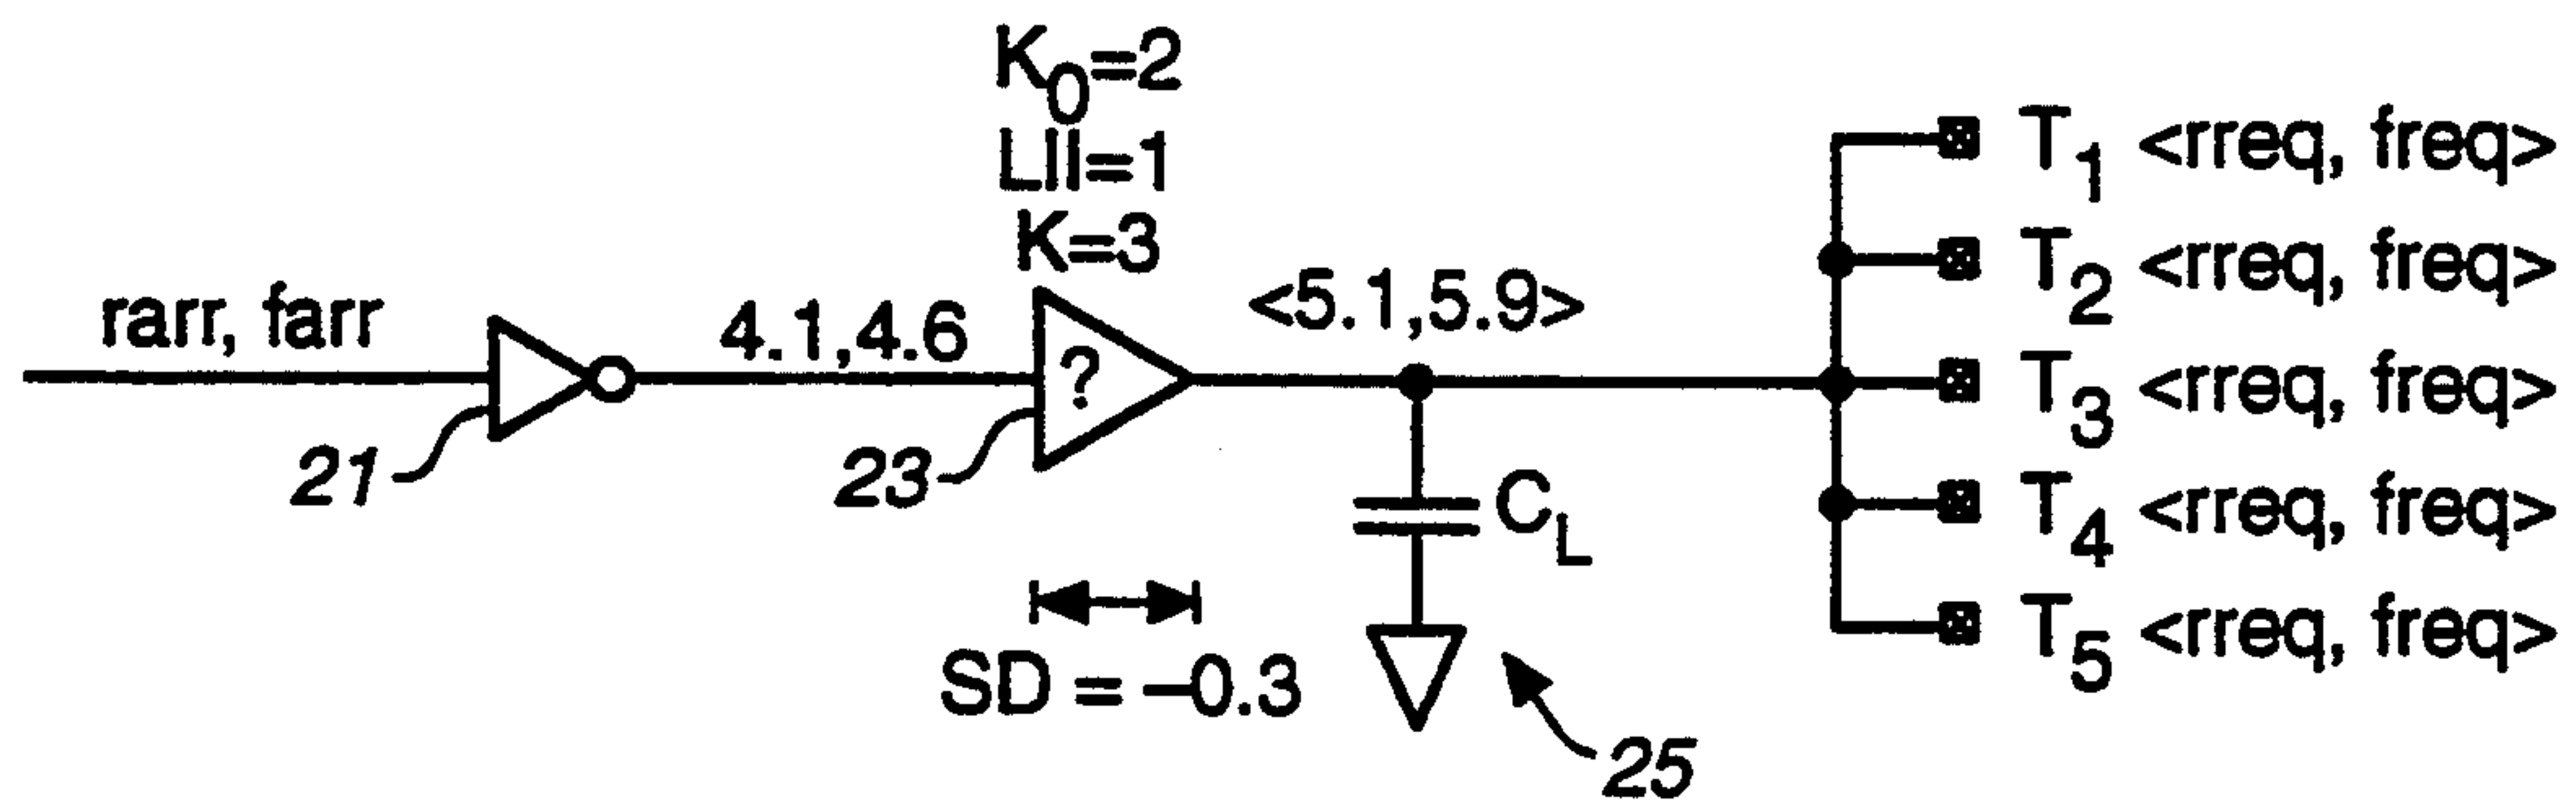 K0=2
LII=1
K=3
rarr, farr
4.1,4.6
?
<5.1,5.9>
21
23
CL
SD = –0.3
25
T1 <rreq, freq>
T2 <rreq, freq>
T3 <rreq, freq>
T4 <rreq, freq>
T5 <rreq, freq>